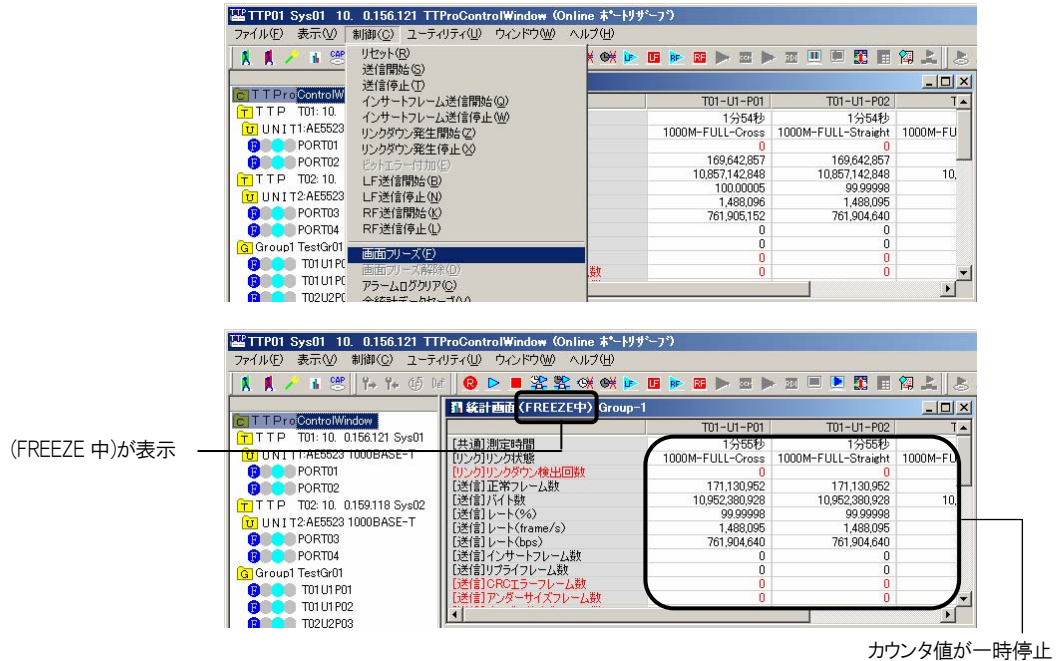 TTP01 Sys01 10. 0.156.121 TTProControlWindow (Online ﾎﾟｰﾄﾘｻﾞｰﾌﾞ)
ファイル(F) 表示(V) 制御(C) ユーティリティ(U) ウィンドウ(W) ヘルプ(H)
リセット(R)
送信開始(S)
送信停止(T)
インサートフレーム送信開始(Q)
インサートフレーム送信停止(W)
リンクダウン発生開始(Z)
リンクダウン発生停止(X)
ビットエラー付加(E)
LF送信開始(B)
LF送信停止(N)
RF送信開始(K)
RF送信停止(L)
画面フリーズ(F)
画面フリーズ解除(D)
アラームログクリア(C)
全統計データセーブ(V)
TTProControlW
TTP T01: 10.
UNIT1:AE5523
PORT01
PORT02
TTP T02: 10.
UNIT2:AE5523
PORT03
PORT04
Group1 TestGr01
T01U1PC
T01U1PC
T02U2PC
T01-U1-P01 T01-U1-P02 T
1分54秒 1分54秒
1000M-FULL-Cross 1000M-FULL-Straight 1000M-FU
0 0
169,642,857 169,642,857
10,857,142,848 10,857,142,848 10,
100.00005 99.99998
1,488,096 1,488,095
761,905,152 761,904,640
0 0
0 0
0 0
数 0 0
TTP01 Sys01 10. 0.156.121 TTProControlWindow (Online ﾎﾟｰﾄﾘｻﾞｰﾌﾞ)
ファイル(F) 表示(V) 制御(C) ユーティリティ(U) ウィンドウ(W) ヘルプ(H)
TTProControlWindow
TTP T01: 10. 0.156.121 Sys01
UNIT1:AE5523 1000BASE-T
PORT01
PORT02
TTP T02: 10. 0.159.118 Sys02
UNIT2:AE5523 1000BASE-T
PORT03
PORT04
Group1 TestGr01
T01U1P01
T01U1P02
T02U2P03
統計画面(FREEZE中) Group-1
T01-U1-P01 T01-U1-P02 T
[共通]測定時間 1分55秒 1分55秒
[リンク]リンク状態 1000M-FULL-Cross 1000M-FULL-Straight 1000M-FU
[リンク]リンクダウン検出回数 0 0
[送信]正常フレーム数 171,130,952 171,130,952
[送信]バイト数 10,952,380,928 10,952,380,928 10,
[送信]レート(%) 99.99998 99.99998
[送信]レート(frame/s) 1,488,095 1,488,095
[送信]レート(bps) 761,904,640 761,904,640
[送信]インサートフレーム数 0 0
[送信]リプライフレーム数 0 0
[送信]CRCエラーフレーム数 0 0
[送信]アンダーサイズフレーム数 0 0
(FREEZE 中)が表示
カウンタ値が一時停止